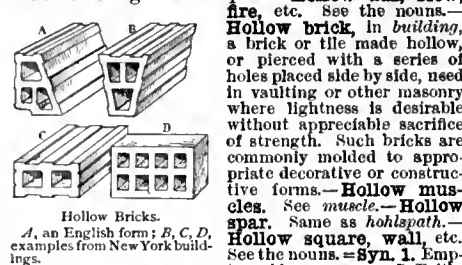 A
B
C
D
Hollow Bricks.
A, an English form; B, C, D,
examples from New York build-
ings.
fire, etc. See the nouns.—
Hollow brick, in building,
a brick or tile made hollow,
or pierced with a series of
holes placed side by side, used
in vaulting or other masonry
where lightness is desirable
without appreciable sacrifice
of strength. Such bricks are
commonly molded to appro-
priate decorative or construc-
tive forms.—Hollow mus-
cles. See muscle.—Hollow
spar. Same as hohlspath.—
Hollow square, wall, etc.
See the nouns. =Syn. 1. Emp-